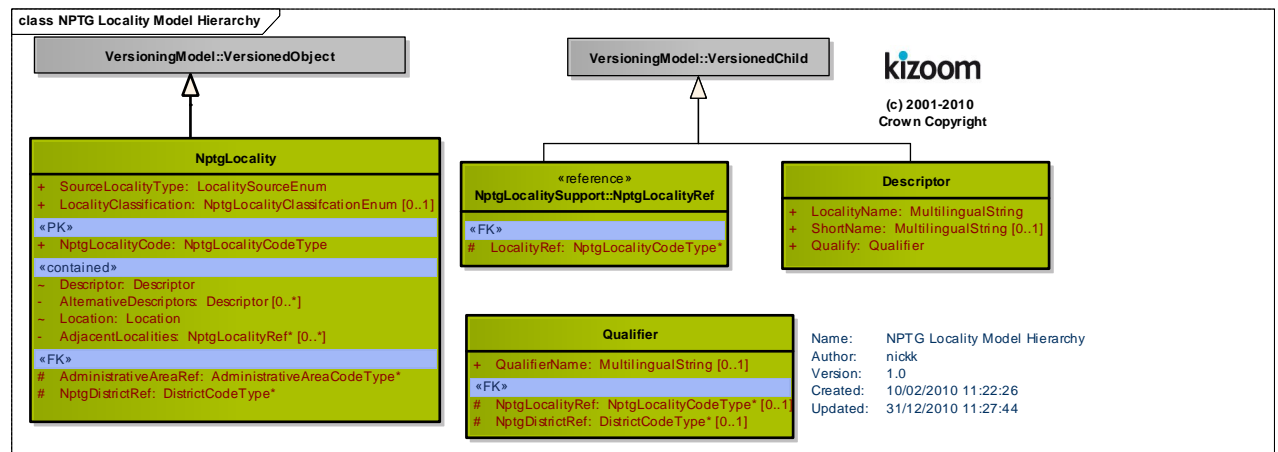 class NPTG Locality Model Hierarchy
VersioningModel::VersionedObject
VersioningModel::VersionedChild
kizoom
(c) 2001-2010
Crown Copyright
NptgLocality
+ SourceLocalityType: LocalitySourceEnum
+ LocalityClassification: NptgLocalityClassifcationEnum [0..1]
«PK»
+ NptgLocalityCode: NptgLocalityCodeType
«contained»
~ Descriptor: Descriptor
- AlternativeDescriptors: Descriptor [0..*]
~ Location: Location
- AdjacentLocalities: NptgLocalityRef* [0..*]
«FK»
# AdministrativeAreaRef: AdministrativeAreaCodeType*
# NptgDistrictRef: DistrictCodeType*
«reference»
NptgLocalitySupport::NptgLocalityRef
«FK»
# LocalityRef: NptgLocalityCodeType*
Descriptor
+ LocalityName: MultilingualString
+ ShortName: MultilingualString [0..1]
+ Qualify: Qualifier
Qualifier
+ QualifierName: MultilingualString [0..1]
«FK»
# NptgLocalityRef: NptgLocalityCodeType* [0..1]
# NptgDistrictRef: DistrictCodeType* [0..1]
Name: NPTG Locality Model Hierarchy
Author: nickk
Version: 1.0
Created: 10/02/2010 11:22:26
Updated: 31/12/2010 11:27:44